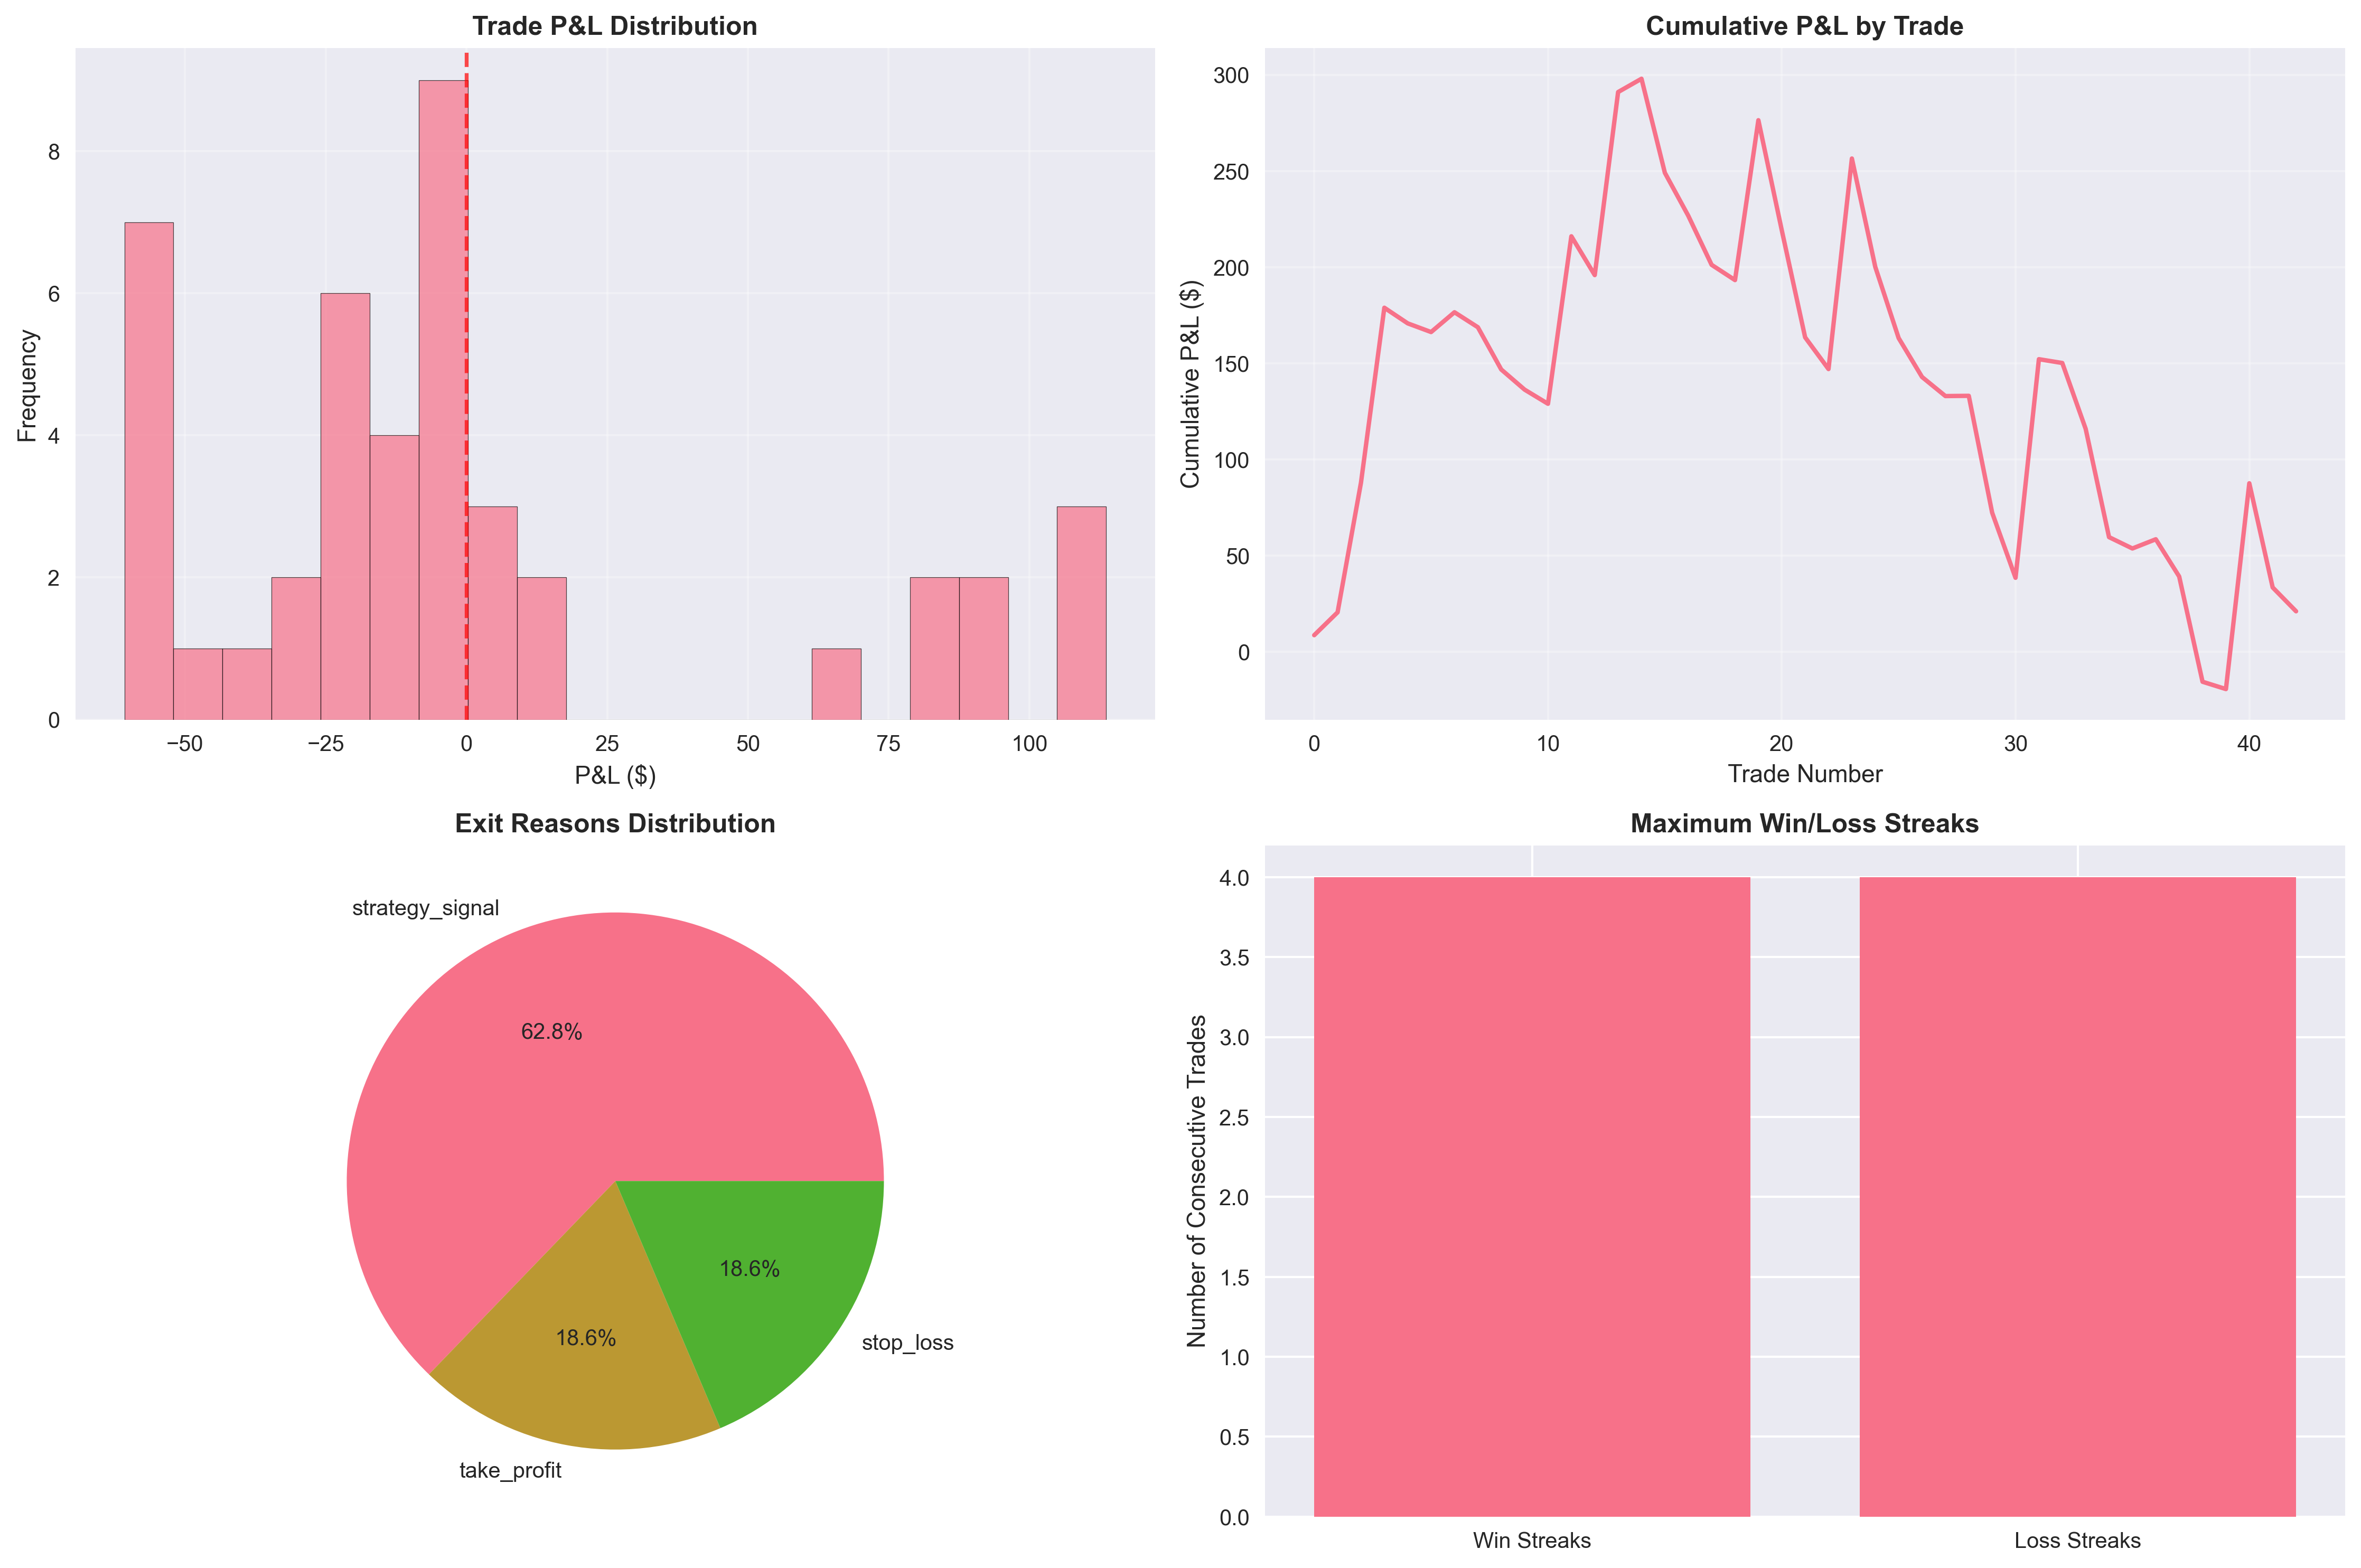 Trade P&L Distribution
Frequency
8
6
4
2
0
−50 −25 0 25 50 75 100
P&L ($)
Cumulative P&L by Trade
Cumulative P&L ($)
300
250
200
150
100
50
0
0 10 20 30 40
Trade Number
Exit Reasons Distribution
strategy_signal
62.8%
18.6%
18.6%
stop_loss
take_profit
Maximum Win/Loss Streaks
Number of Consecutive Trades
4.0
3.5
3.0
2.5
2.0
1.5
1.0
0.5
0.0
Win Streaks Loss Streaks